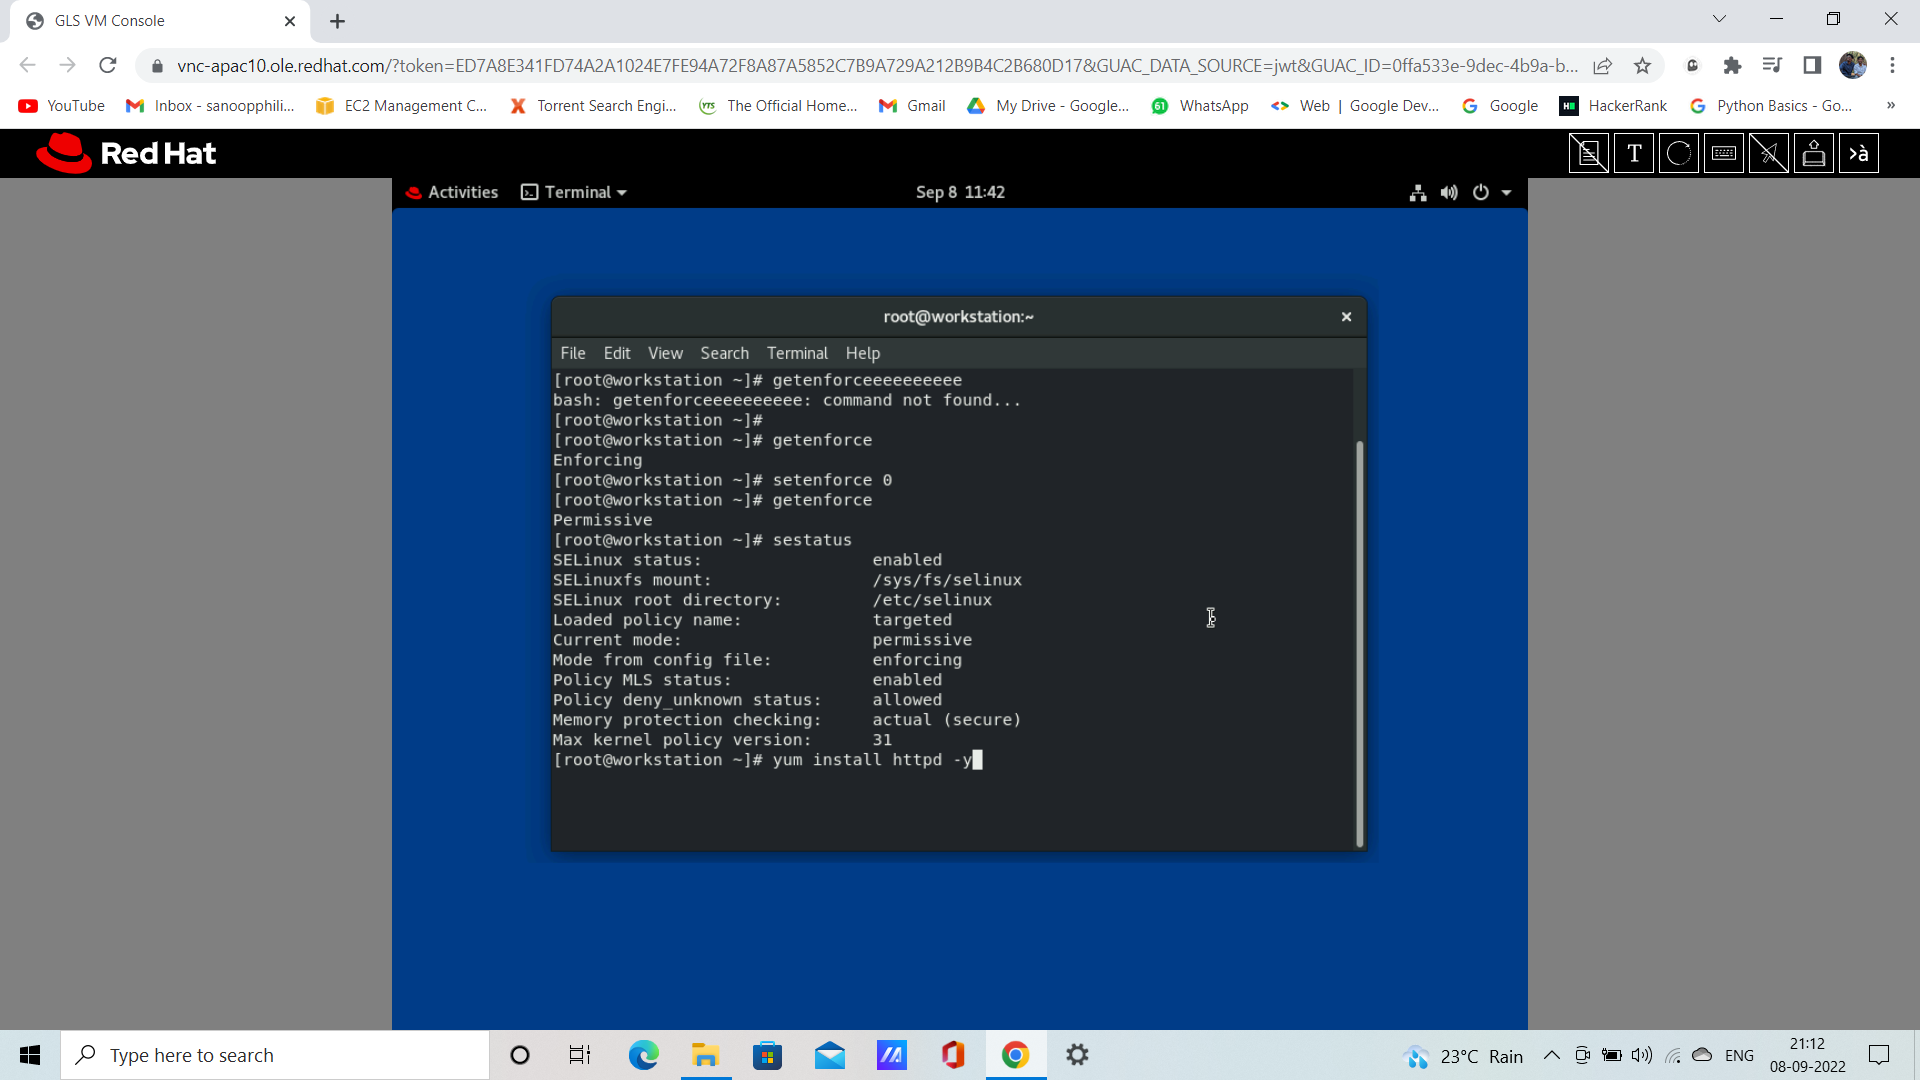 GLS VM Console
vnc-apac10.ole.redhat.com/?token=ED7A8E341FD74A2A1024E7FE94A72F8A87A5852C7B9A729A212B9B4C2B680D17&GUAC_DATA_SOURCE=jwt&GUAC_ID=0ffa533e-9dec-4b9a-b...
YouTube Inbox - sanoopphili... EC2 Management C... Torrent Search Engi... YTS The Official Home... Gmail My Drive - Google... 61 WhatsApp Web | Google Dev... Google HackerRank Python Basics - Go... »
Red Hat T >à
Activities Terminal Sep 8 11:42
root@workstation:~
File Edit View Search Terminal Help
[root@workstation ~]# getenforceeeeeeeeee
bash: getenforceeeeeeeeee: command not found...
[root@workstation ~]#
[root@workstation ~]# getenforce
Enforcing
[root@workstation ~]# setenforce 0
[root@workstation ~]# getenforce
Permissive
[root@workstation ~]# sestatus
SELinux status: enabled
SELinuxfs mount: /sys/fs/selinux
SELinux root directory: /etc/selinux
Loaded policy name: targeted
Current mode: permissive
Mode from config file: enforcing
Policy MLS status: enabled
Policy deny_unknown status: allowed
Memory protection checking: actual (secure)
Max kernel policy version: 31
[root@workstation ~]# yum install httpd -y
Type here to search 23°C Rain ENG 21:12
08-09-2022